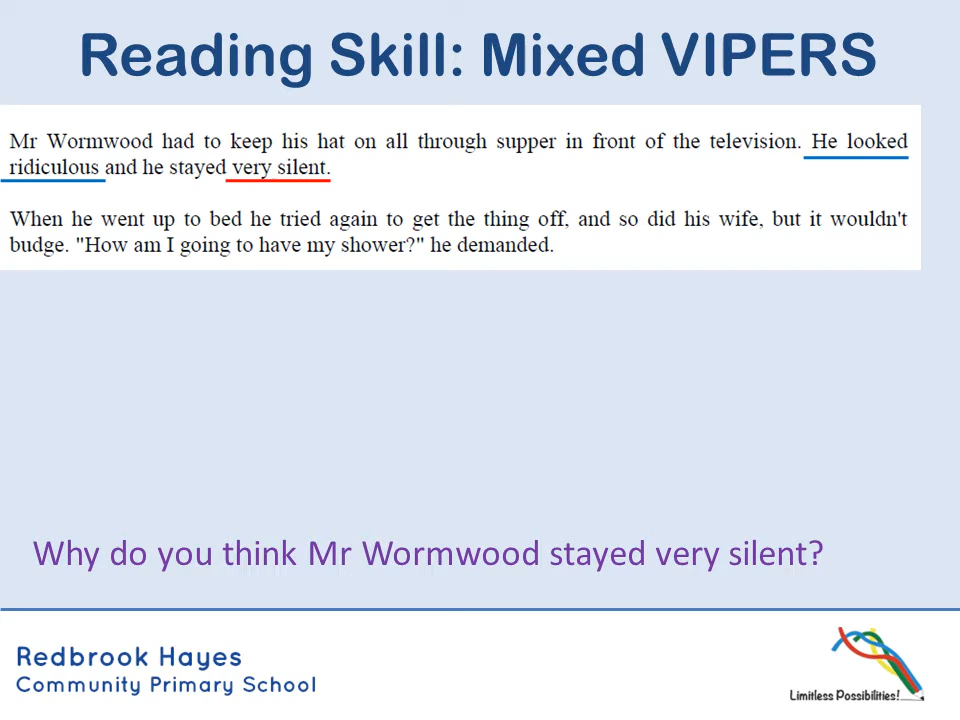 Reading Skill: Mixed VIPERS
Mr Wormwood had to keep his hat on all through supper in front of the television. He looked
ridiculous and he stayed very silent.
When he went up to bed he tried again to get the thing off, and so did his wife, but it wouldn't
budge. "How am I going to have my shower?" he demanded.
Why do you think Mr Wormwood stayed very silent?
Redbrook Hayes
Community Primary School
Limitless Possibilities!